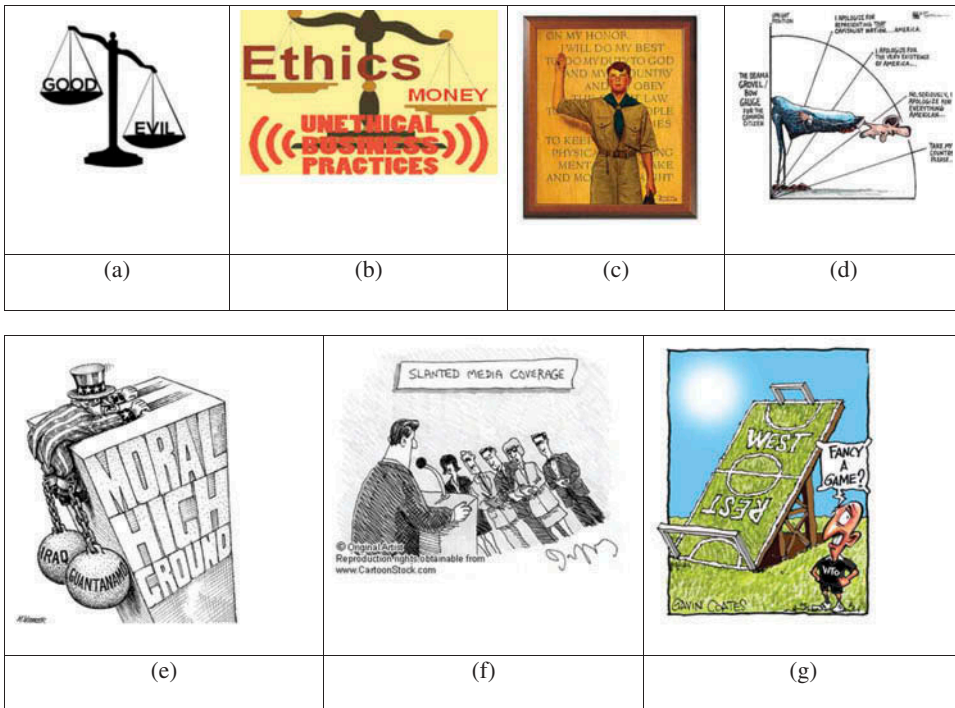 GOOD
EVIL
Ethics
MONEY
UNETHICAL
BUSINESS
PRACTICES
ON MY HONOR
I WILL DO MY BEST
TO DO MY DUTY TO GOD
AND MY COUNTRY
AND OBEY
LAW
TO KEEP
AND
UPRIGHT
POSITION
I APOLOGIZE FOR
REPRESENTING THAT
CAPITALIST NATION.....AMERICA.
I APOLOGIZE FOR
THE VERY EXISTENCE
OF AMERICA...
NO, SERIOUSLY, I
APOLOGIZE FOR
EVERYTHING
AMERICAN...
TAKE MY
COUNTRY
PLEASE...
THE OBAMA
GROVEL/
BOW
GAUGE
FOR THE
COMMON
CITIZEN
(a)
(b)
(c)
(d)
MORAL
HIGH
GROUND
IRAQ
GUANTANAMO
SLANTED MEDIA COVERAGE
© Original Artist
Reproduction rights obtainable from
www.CartoonStock.com
WEST
REST
FANCY
A
GAME?
WTO
GAVIN COATES
(e)
(f)
(g)